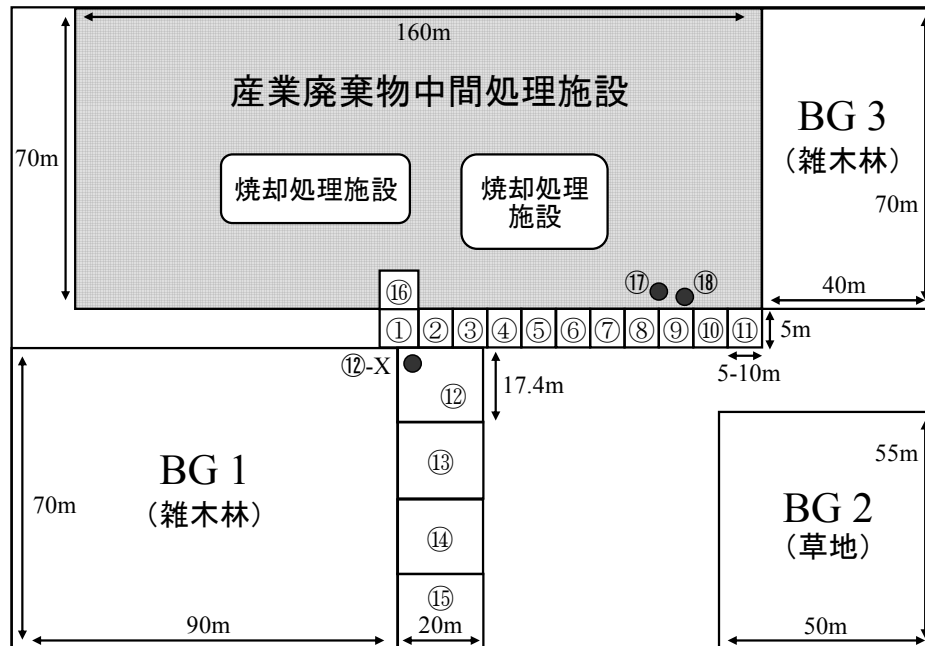 160m
産業廃棄物中間処理施設
70m
焼却処理施設
焼却処理
施設
BG 3
（雑木林）
70m
40m
⑯
⑰
⑱
① ② ③ ④ ⑤ ⑥ ⑦ ⑧ ⑨ ⑩ ⑪
5m
5-10m
⑫-X
⑫
17.4m
⑬
⑭
⑮
20m
BG 1
（雑木林）
70m
90m
BG 2
（草地）
55m
50m